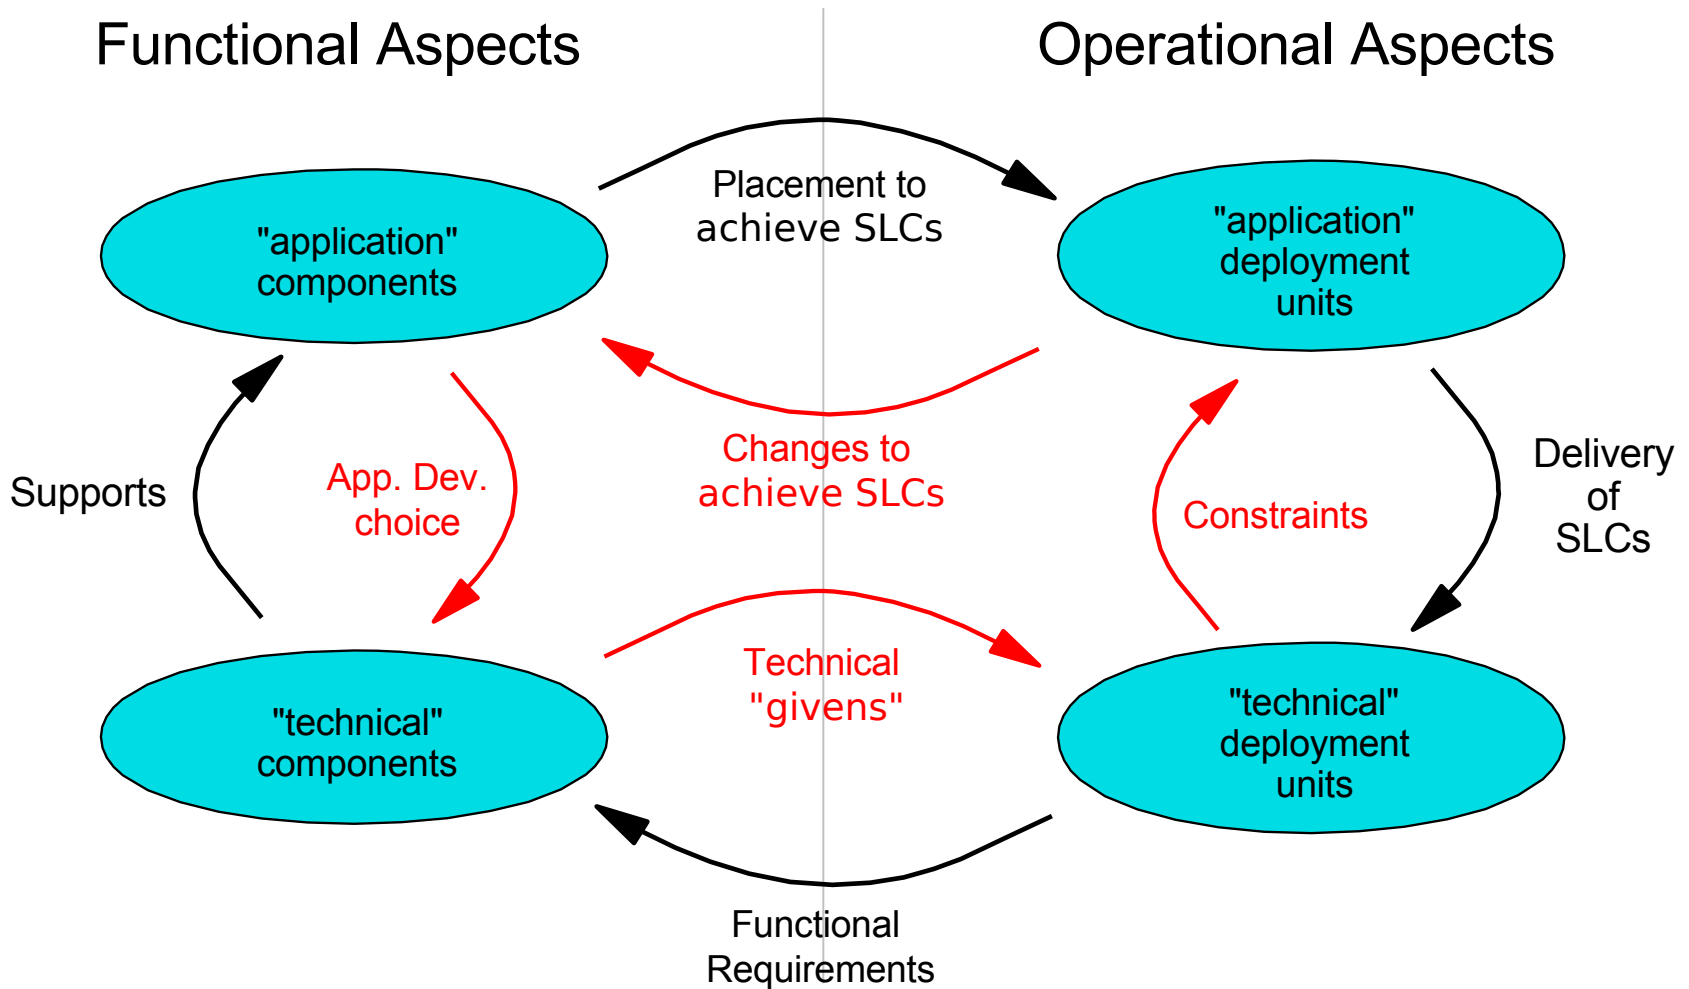 Functional Aspects
Operational Aspects
Placement to
achieve SLCs
"application"
components
"application"
deployment
units
Changes to
achieve SLCs
Supports
App. Dev.
choice
Constraints
Delivery
of
SLCs
Technical
"givens"
"technical"
components
"technical"
deployment
units
Functional
Requirements